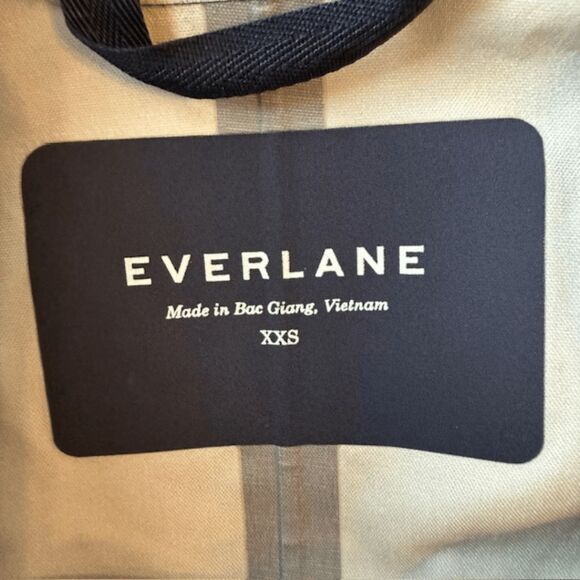 EVERLANE
Made in Bac Giang, Vietnam
XXS